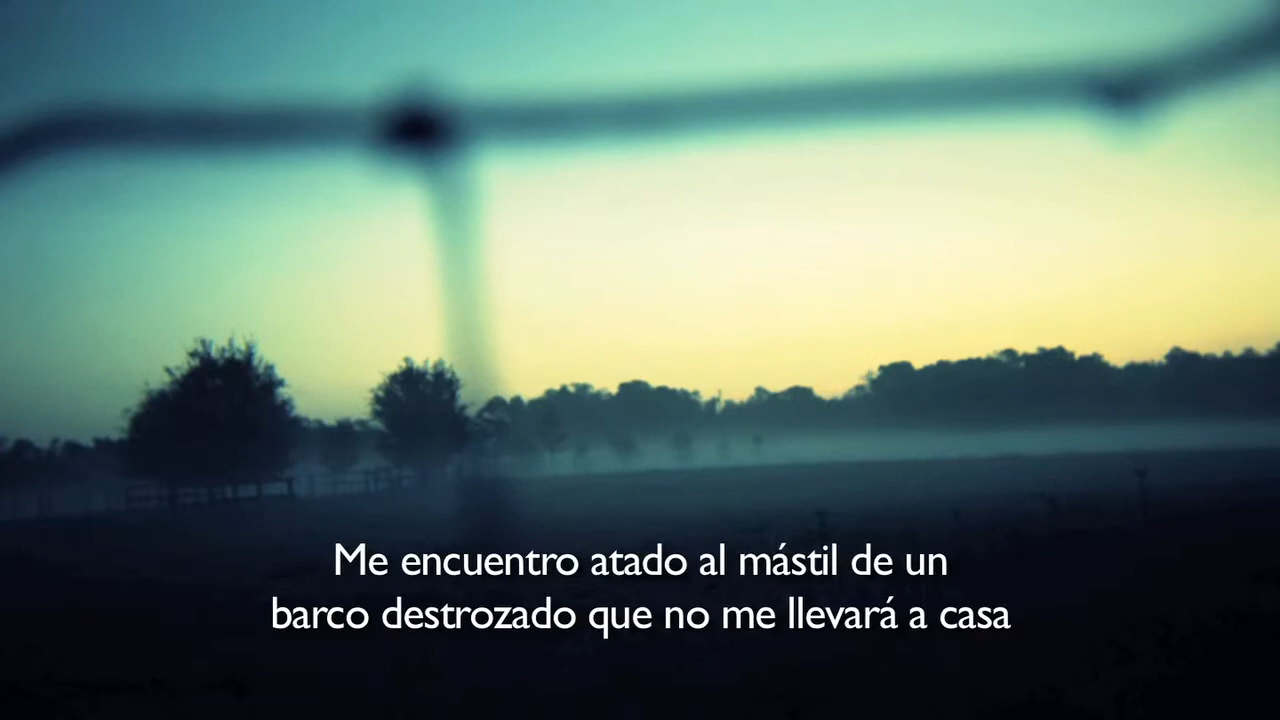 Me encuentro atado al mástil de un
barco destrozado que no me llevará a casa